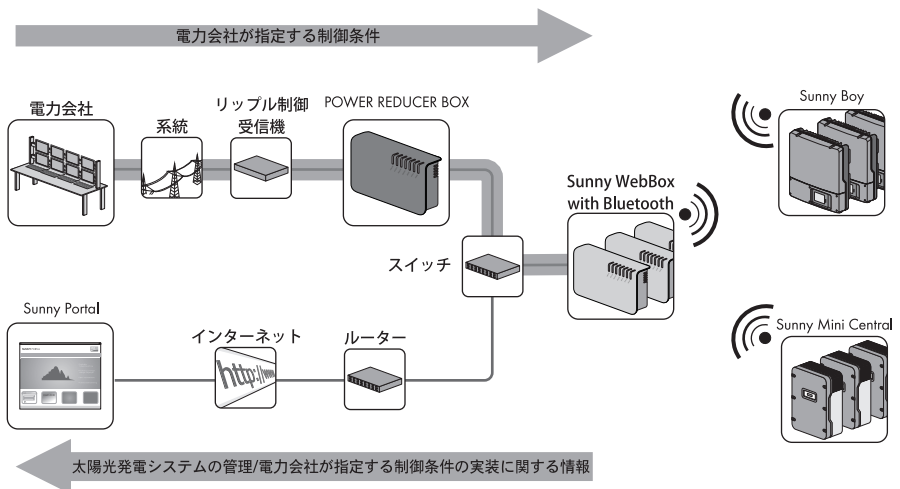 電力会社が指定する制御条件
電力会社
系統
リップル制御
受信機
POWER REDUCER BOX
Sunny Boy
Sunny WebBox
with Bluetooth
スイッチ
Sunny Portal
インターネット
ルーター
http://www
Sunny Mini Central
太陽光発電システムの管理/電力会社が指定する制御条件の実装に関する情報